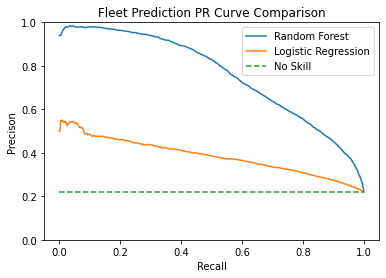 Fleet Prediction PR Curve Comparison
Random Forest
Logistic Regression
No Skill
Precison
1.0
0.8
0.6
0.4
0.2
0.0
0.0 0.2 0.4 0.6 0.8 1.0
Recall